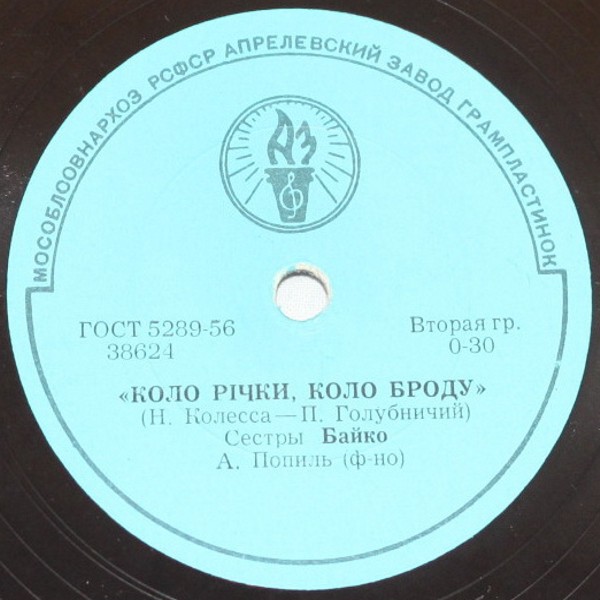 МОСОБЛСОВНАРХОЗ РСФСР АПРЕЛЕВСКИЙ ЗАВОД ГРАМПЛАСТИНОК
АЗ
ГОСТ 5289-56
38624
Вторая гр.
0-30
«КОЛО РІЧКИ, КОЛО БРОДУ»
(Н. Колесса — П. Голубничий)
Сестры Байко
А. Попиль (ф-но)